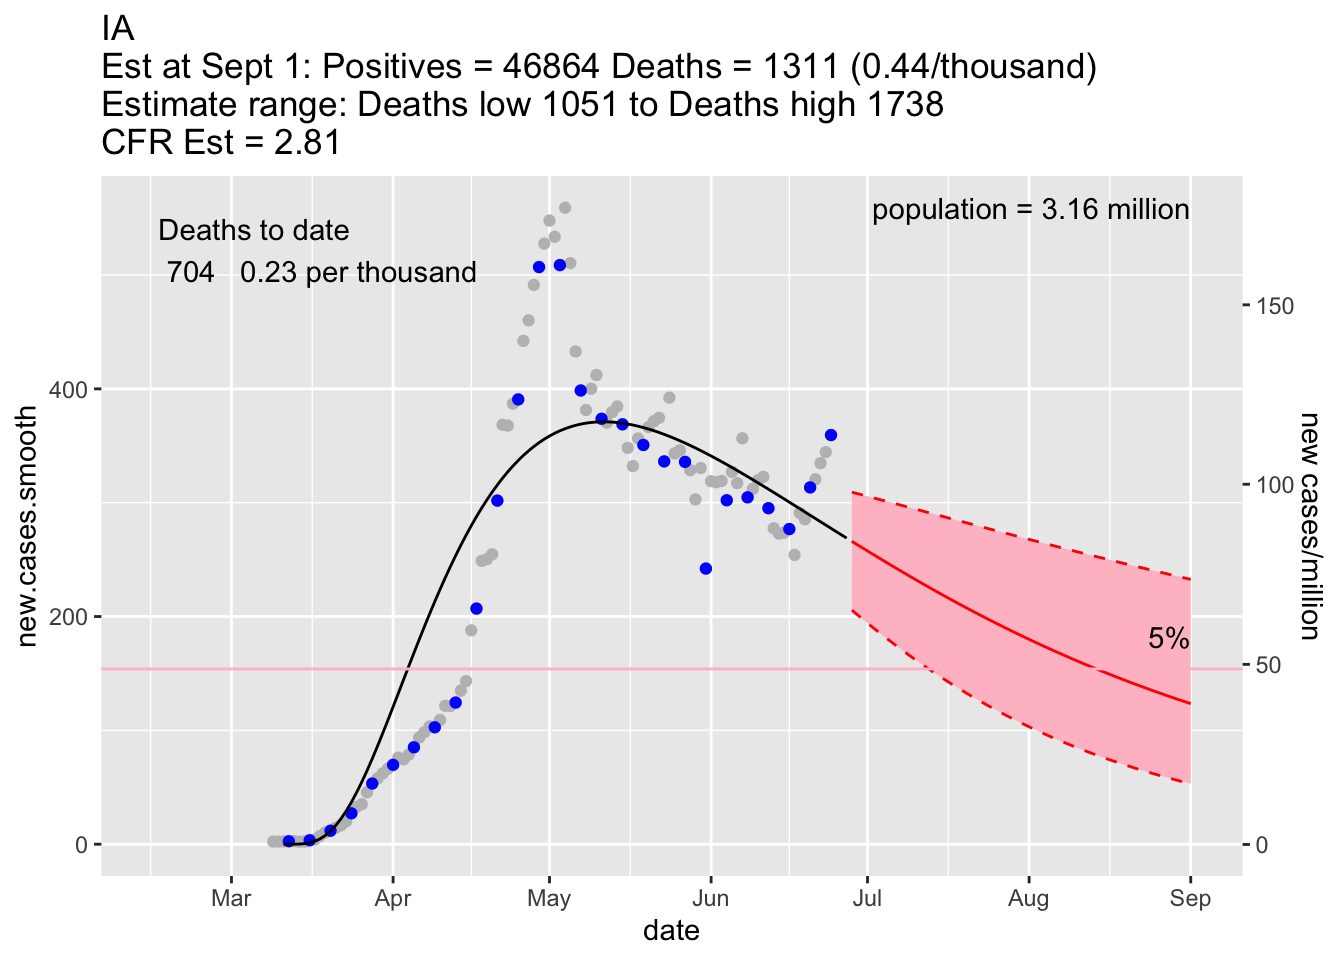 IA
Est at Sept 1: Positives = 46864 Deaths = 1311 (0.44/thousand)
Estimate range: Deaths low 1051 to Deaths high 1738
CFR Est = 2.81
population = 3.16 million
Deaths to date
704 0.23 per thousand
new.cases.smooth
400
200
0
150
100
50
0
new cases/million
5%
Mar Apr May Jun Jul Aug Sep
date